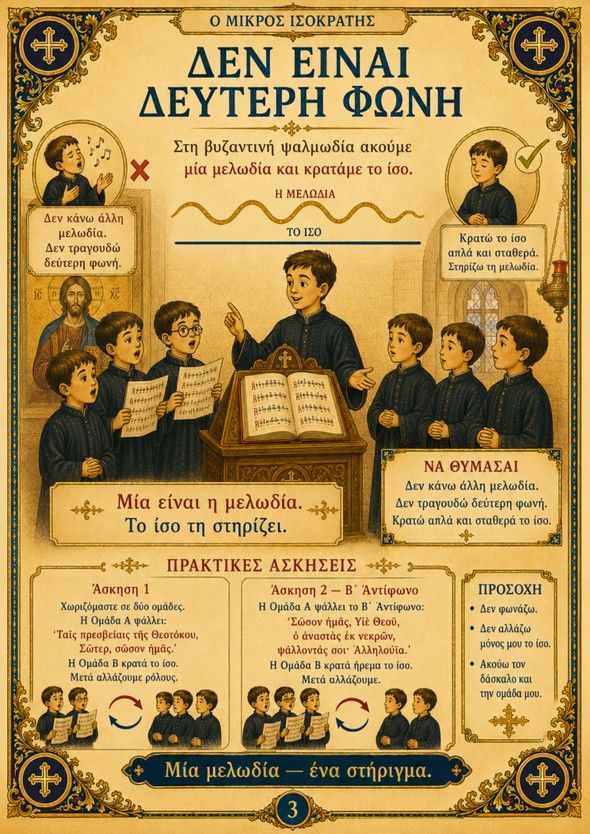 Ο ΜΙΚΡΟΣ ΙΣΟΚΡΑΤΗΣ
ΔΕΝ ΕΙΝΑΙ
ΔΕΥΤΕΡΗ ΦΩΝΗ
Στη βυζαντινή ψαλμωδία ακούμε
μία μελωδία και κρατάμε το ίσο.
Η ΜΕΛΩΔΙΑ
ΤΟ ΙΣΟ
Δεν κάνω άλλη
μελωδία.
Δεν τραγουδώ
δεύτερη φωνή.
Κρατώ το ίσο
απλά και σταθερά.
Στηρίζω τη μελωδία.
IC
XC
Μία είναι η μελωδία.
Το ίσο τη στηρίζει.
ΝΑ ΘΥΜΑΣΑΙ
Δεν κάνω άλλη μελωδία.
Δεν τραγουδώ δεύτερη φωνή.
Κρατώ απλά και σταθερά το ίσο.
ΠΡΑΚΤΙΚΕΣ ΑΣΚΗΣΕΙΣ
Άσκηση 1
Χωριζόμαστε σε δύο ομάδες.
Η Ομάδα Α ψάλλει:
‘Ταῖς πρεσβείαις τῆς Θεοτόκου,
Σῶτερ, σῶσον ἡμᾶς.’
Η Ομάδα Β κρατά το ίσο.
Μετά αλλάζουμε ρόλους.
Άσκηση 2 — Β΄ Ἀντίφωνο
Η Ομάδα Α ψάλλει το Β΄ Αντίφωνο:
‘Σῶσον ἡμᾶς, Υἱὲ Θεοῦ,
ὁ ἀναστὰς ἐκ νεκρῶν,
ψάλλοντάς σοι· Ἀλληλούϊα.’
Η Ομάδα Β κρατά ήρεμα το ίσο.
Μετά αλλάζουμε.
ΠΡΟΣΟΧΗ
• Δεν φωνάζω.
• Δεν αλλάζω
μόνος μου το ίσο.
• Ακούω τον
δάσκαλο και
την ομάδα μου.
Μία μελωδία — ένα στήριγμα.
3